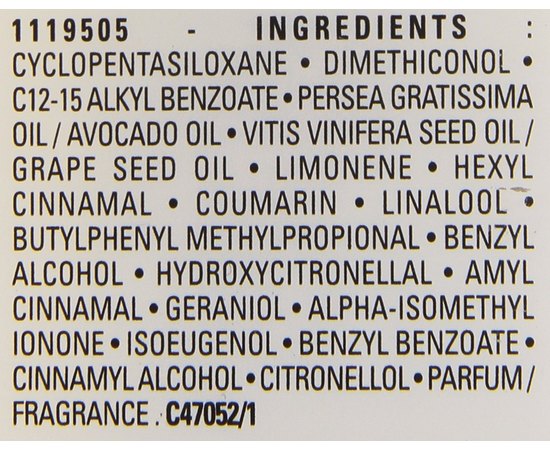 1119505 - INGREDIENTS :
CYCLOPENTASILOXANE • DIMETHICONOL •
C12-15 ALKYL BENZOATE • PERSEA GRATISSIMA
OIL / AVOCADO OIL • VITIS VINIFERA SEED OIL /
GRAPE SEED OIL • LIMONENE • HEXYL
CINNAMAL • COUMARIN • LINALOOL •
BUTYLPHENYL METHYLPROPIONAL • BENZYL
ALCOHOL • HYDROXYCITRONELLAL • AMYL
CINNAMAL • GERANIOL • ALPHA-ISOMETHYL
IONONE • ISOEUGENOL • BENZYL BENZOATE •
CINNAMYL ALCOHOL • CITRONELLOL • PARFUM /
FRAGRANCE . C47052/1